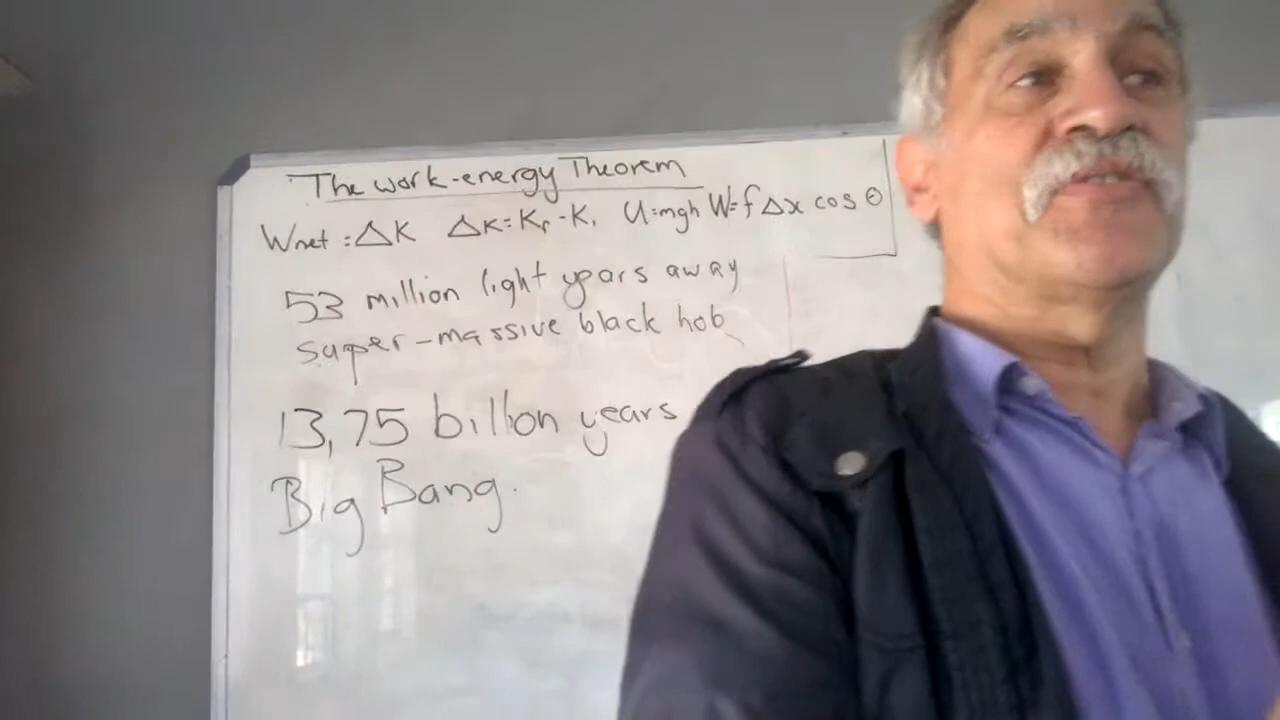 The work-energy Theorem
Wnet = ΔK ΔK = Kf - Ki U = mgh W = fΔx cos θ
53 million light years away
super-massive black hole
13,75 billion years
Big Bang.